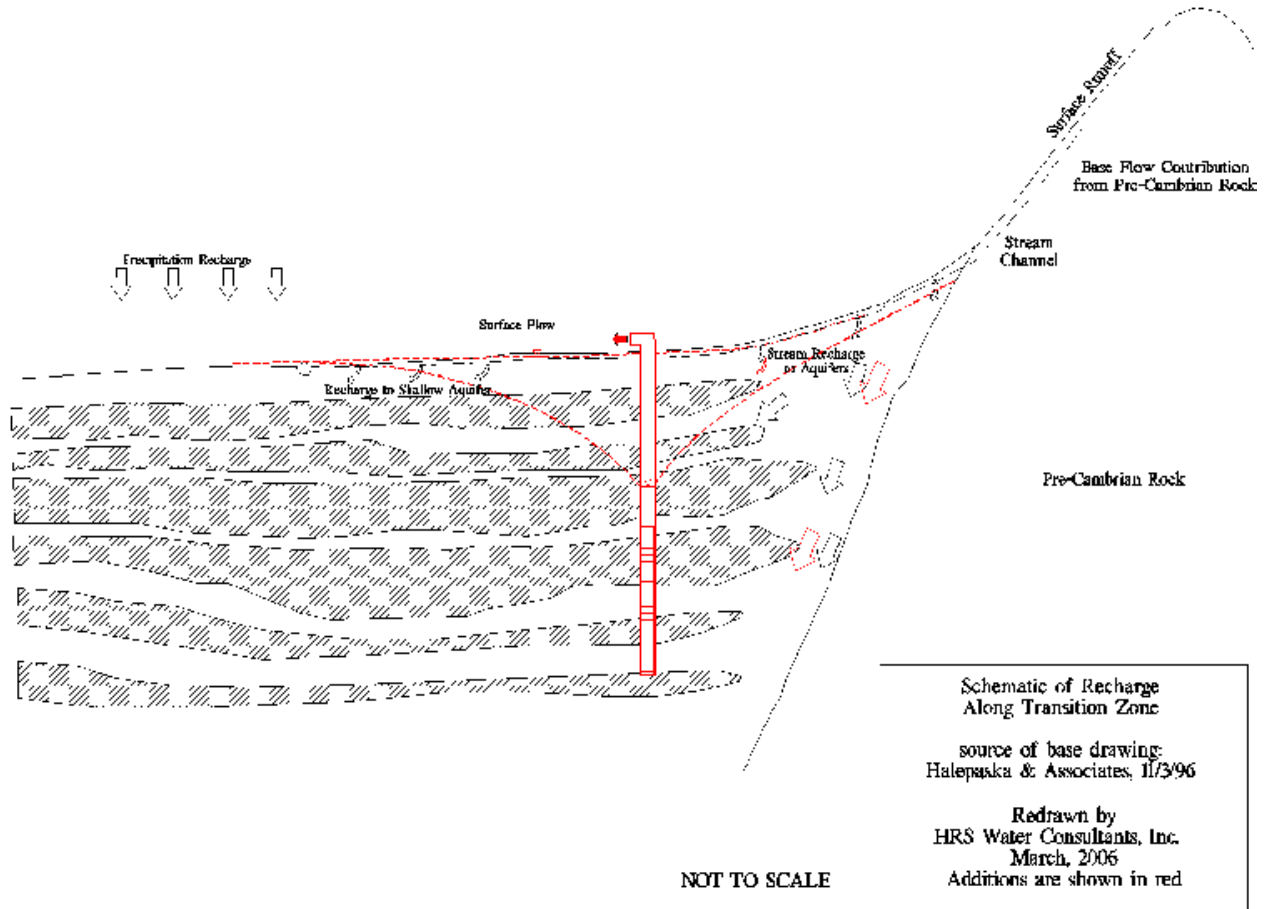 Surface Runoff
Base Flow Contribution
from Pre-Cambrian Rock
Stream
Channel
Precipitation Recharge
Surface Flow
Stream Recharge
or Aquifers
Recharge to Shallow Aquifer
Pre-Cambrian Rock
Schematic of Recharge
Along Transition Zone
source of base drawing:
Halepaska & Associates, 11/3/96
Redrawn by
HRS Water Consultants, Inc.
March, 2006
Additions are shown in red
NOT TO SCALE